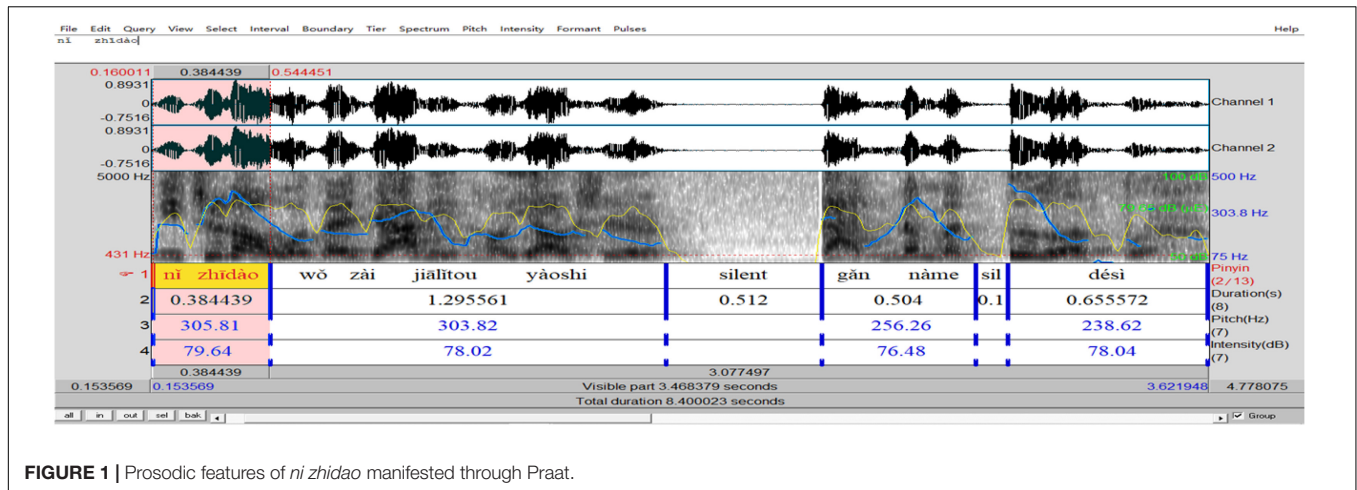 File Edit Query View Select Interval Boundary Tier Spectrum Pitch Intensity Formant Pulses Help
nǐ zhīdào
0.160011 0.384439 0.544451
0.8931
0
-0.7516
Channel 1
0.8931
0
-0.7516
Channel 2
5000 Hz 500 Hz
303.8 Hz
431 Hz 75 Hz
1 nǐ zhīdào wǒ zài jiālǐtou yàoshi silent gǎn nàme sil désì Pinyin (2/13)
2 0.384439 1.295561 0.512 0.504 0.1 0.655572 Duration(s) (8)
3 305.81 303.82 256.26 238.62 Pitch(Hz) (7)
4 79.64 78.02 76.48 78.04 Intensity(dB) (7)
0.384439 3.077497
0.153569 0.153569 Visible part 3.468379 seconds 3.621948 4.778075
Total duration 8.400023 seconds
all in out sel bak Group
FIGURE 1 | Prosodic features of ni zhidao manifested through Praat.